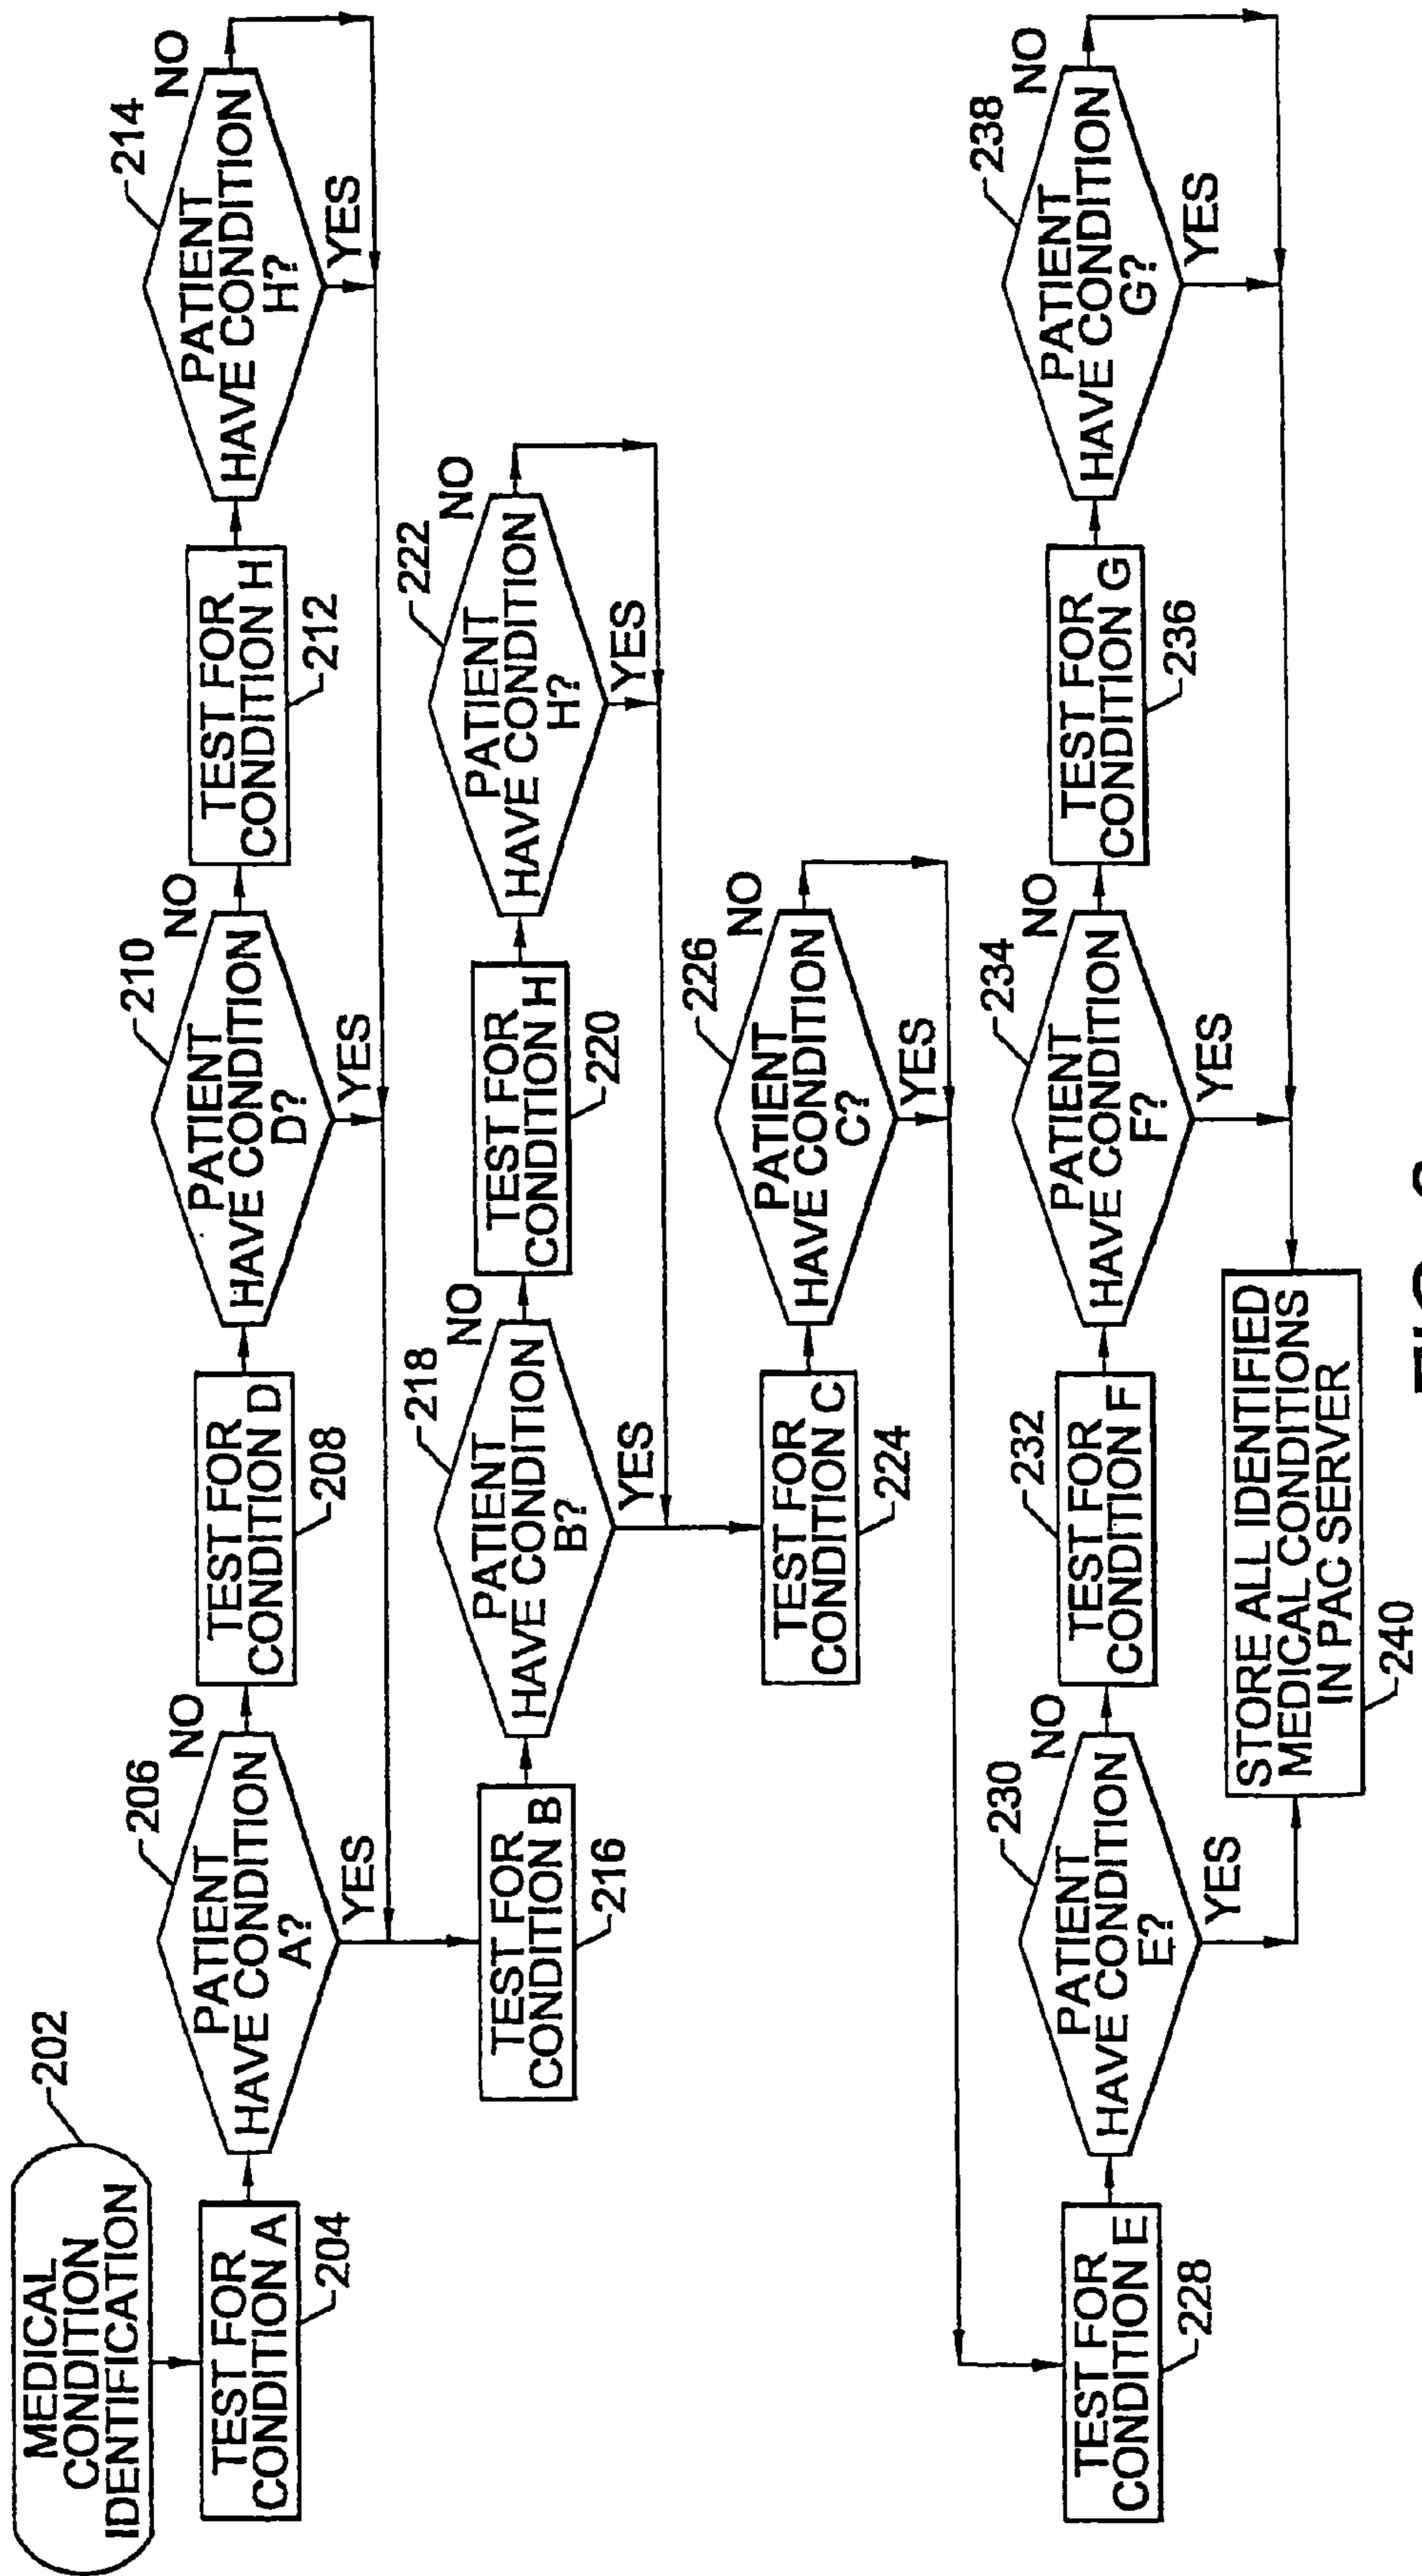 MEDICAL
CONDITION
IDENTIFICATION
202
TEST FOR
CONDITION A
204
PATIENT
HAVE CONDITION
A?
206
NO
YES
TEST FOR
CONDITION D
208
PATIENT
HAVE CONDITION
D?
210
NO
YES
TEST FOR
CONDITION H
212
PATIENT
HAVE CONDITION
H?
214
NO
YES
TEST FOR
CONDITION B
216
PATIENT
HAVE CONDITION
B?
218
NO
YES
TEST FOR
CONDITION H
220
PATIENT
HAVE CONDITION
H?
222
NO
YES
TEST FOR
CONDITION C
224
PATIENT
HAVE CONDITION
C?
226
NO
YES
TEST FOR
CONDITION E
228
PATIENT
HAVE CONDITION
E?
230
NO
YES
TEST FOR
CONDITION F
232
PATIENT
HAVE CONDITION
F?
234
NO
YES
TEST FOR
CONDITION G
236
PATIENT
HAVE CONDITION
G?
238
NO
YES
STORE ALL IDENTIFIED
MEDICAL CONDITIONS
IN PAC SERVER
240